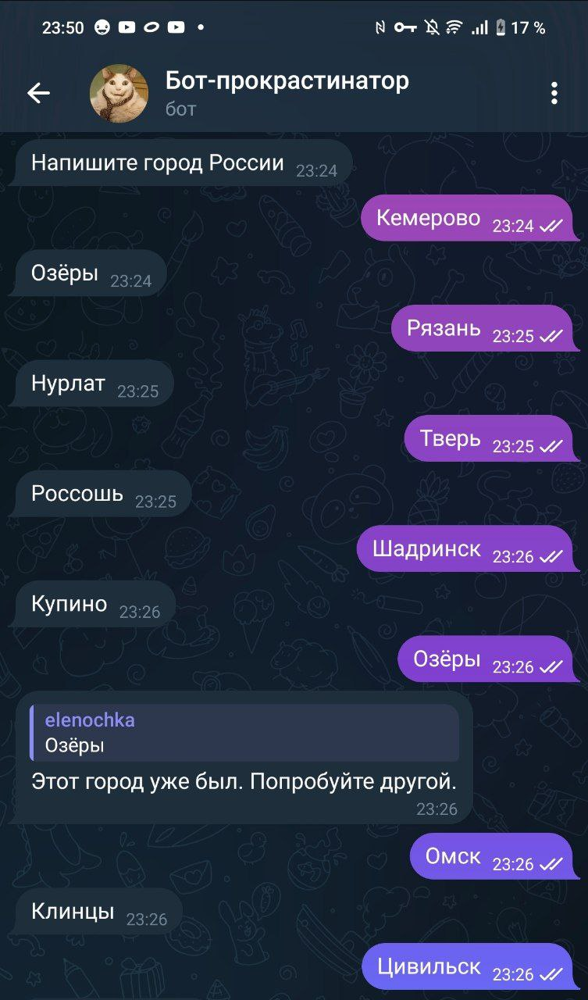 23:50 17 %
Бот-прокрастинатор
бот
Напишите город России 23:24
Кемерово 23:24
Озёры 23:24
Рязань 23:25
Нурлат 23:25
Тверь 23:25
Россошь 23:25
Шадринск 23:26
Купино 23:26
Озёры 23:26
elenochka
Озёры
Этот город уже был. Попробуйте другой.
23:26
Омск 23:26
Клинцы 23:26
Цивильск 23:26